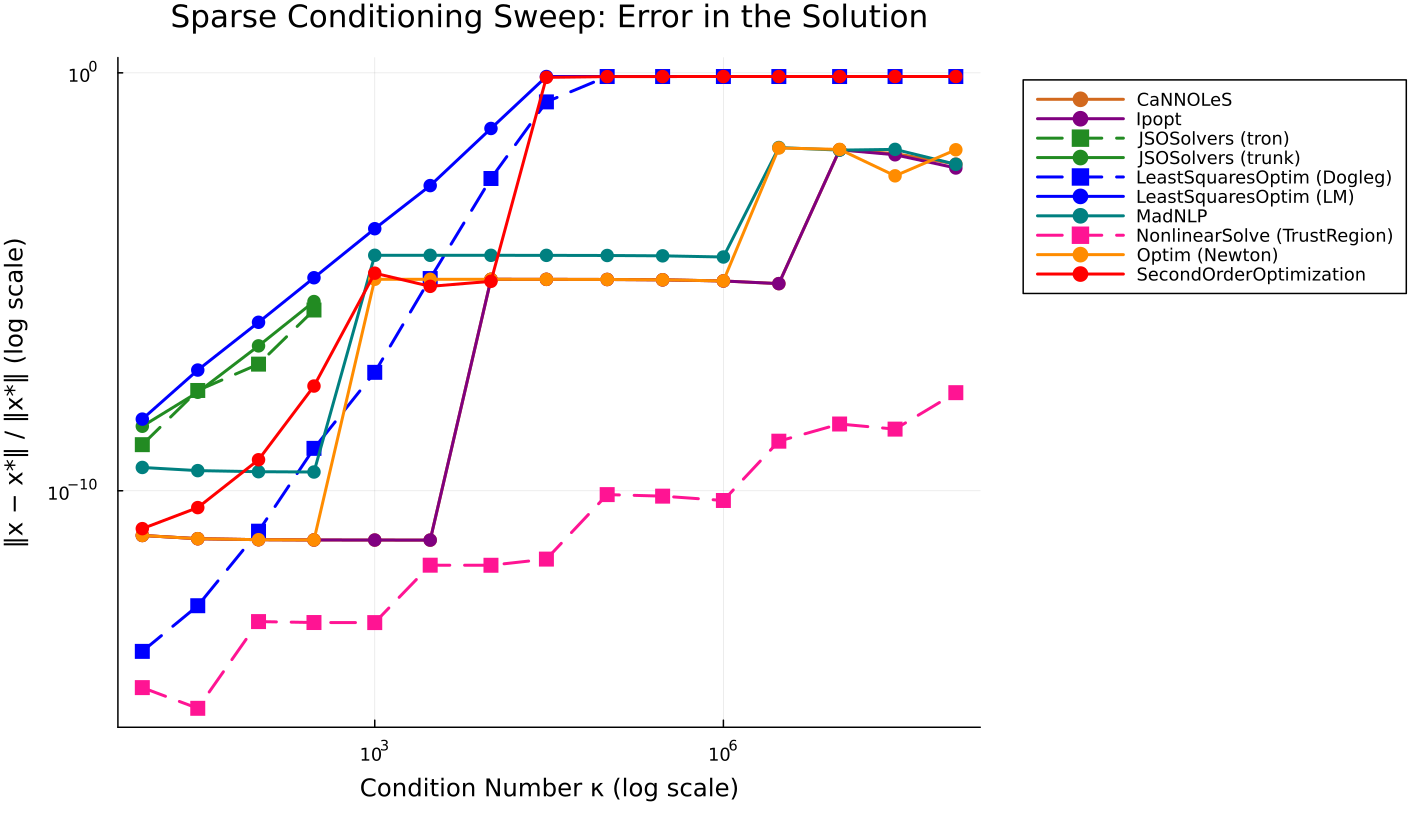 Sparse Conditioning Sweep: Error in the Solution
10⁰
10⁻¹⁰
‖x − x*‖ / ‖x*‖ (log scale)
10³
10⁶
Condition Number κ (log scale)
CaNNOLeS
Ipopt
JSOSolvers (tron)
JSOSolvers (trunk)
LeastSquaresOptim (Dogleg)
LeastSquaresOptim (LM)
MadNLP
NonlinearSolve (TrustRegion)
Optim (Newton)
SecondOrderOptimization